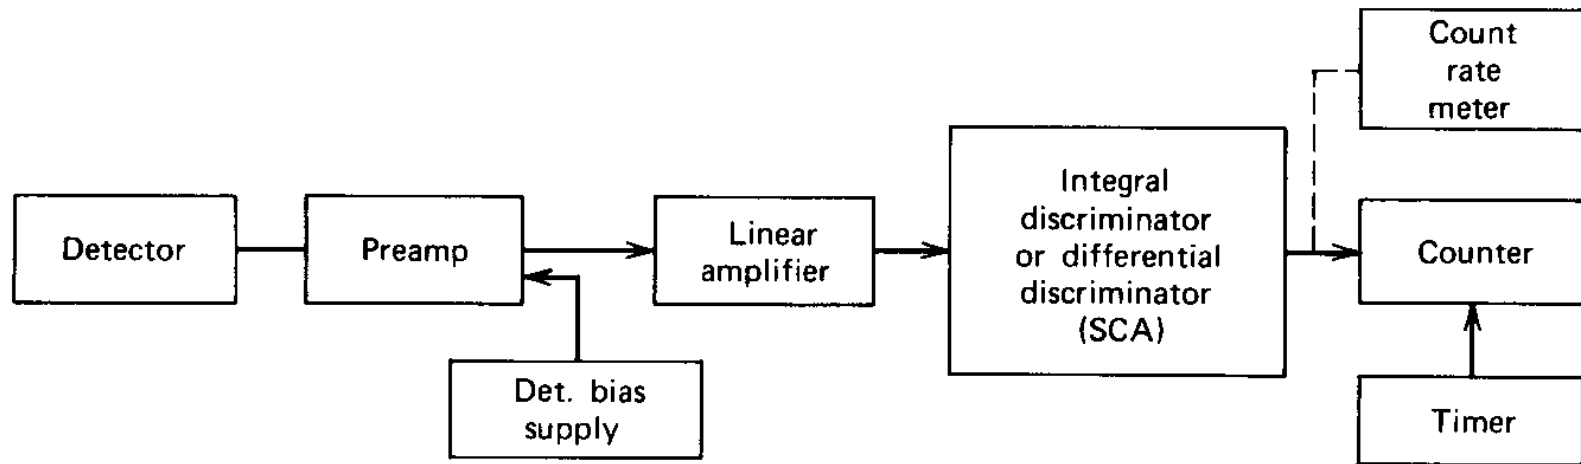 Detector
Preamp
Det. bias
supply
Linear
amplifier
Integral
discriminator
or differential
discriminator
(SCA)
Count
rate
meter
Counter
Timer